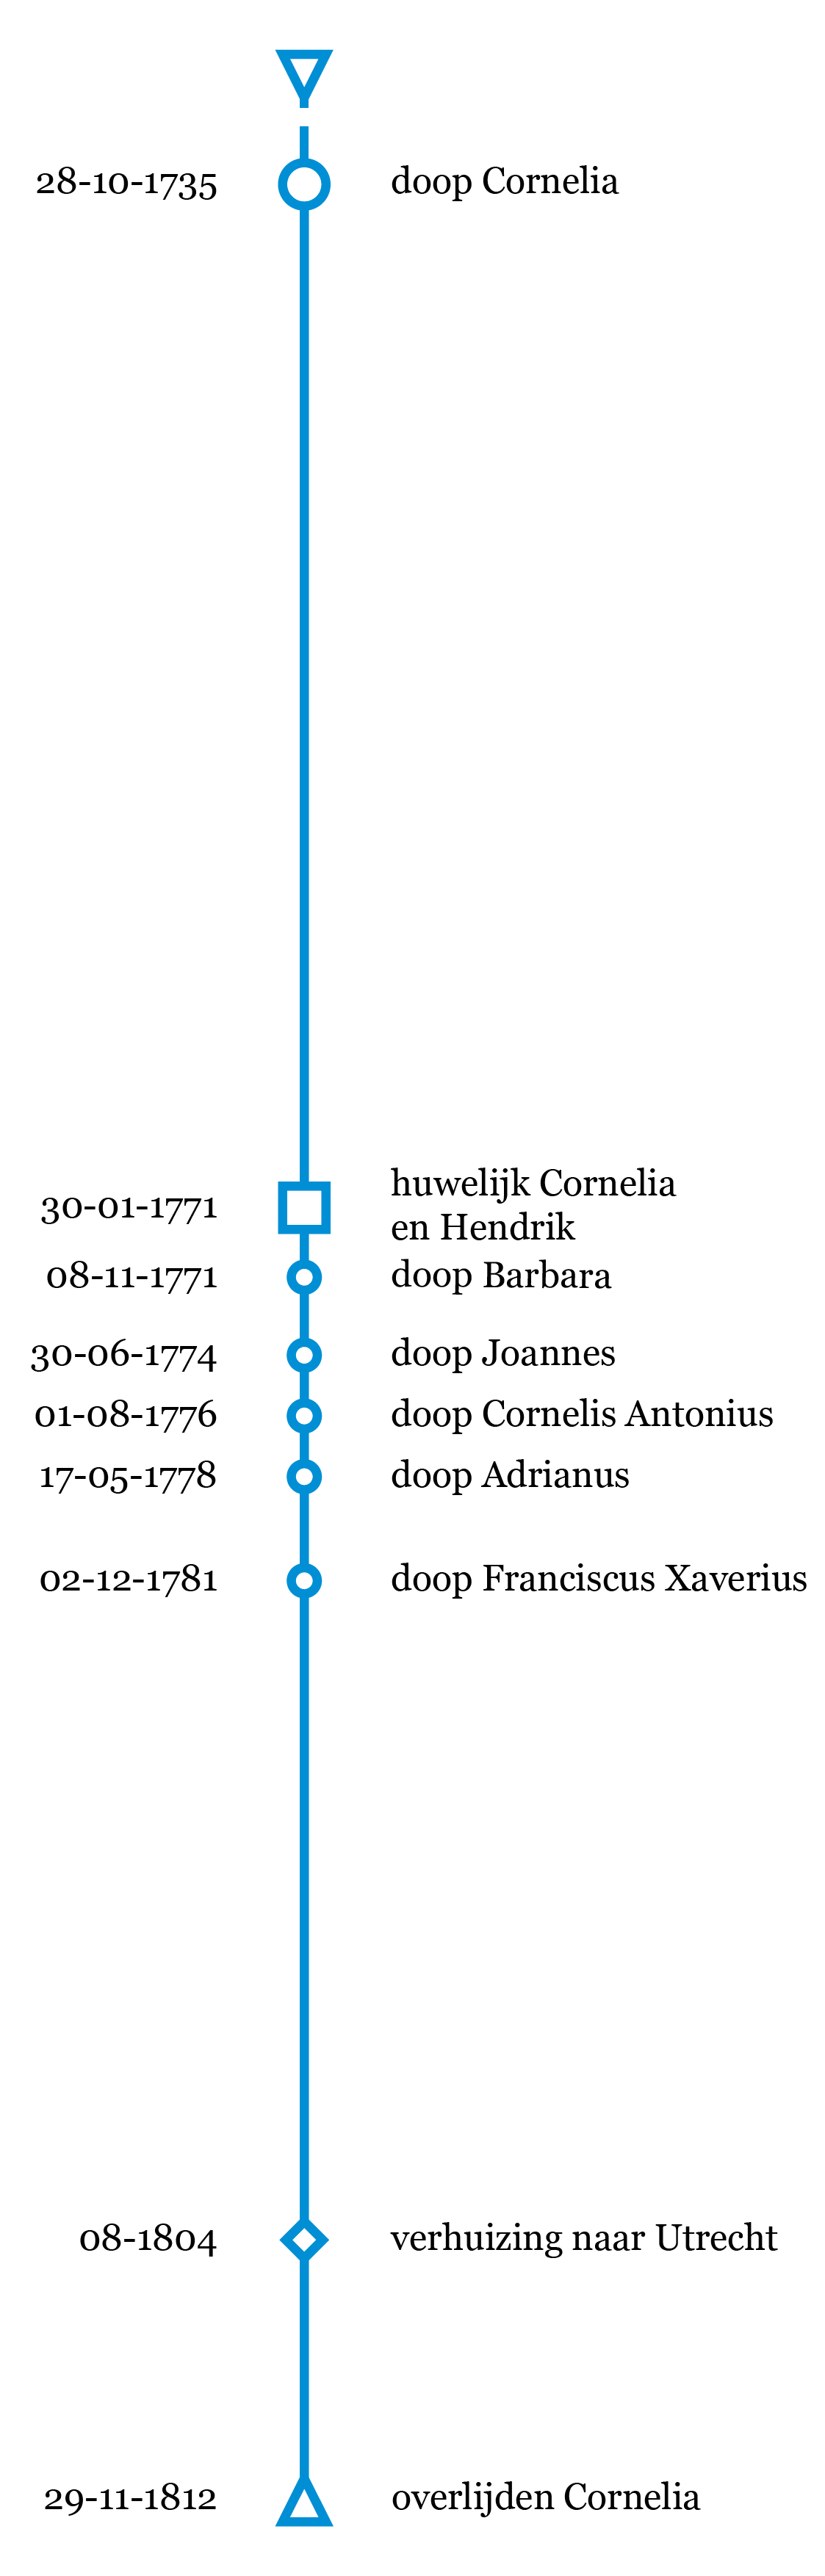 28-10-1735 doop Cornelia
30-01-1771 huwelijk Cornelia
en Hendrik
08-11-1771 doop Barbara
30-06-1774 doop Joannes
01-08-1776 doop Cornelis Antonius
17-05-1778 doop Adrianus
02-12-1781 doop Franciscus Xaverius
08-1804 verhuizing naar Utrecht
29-11-1812 overlijden Cornelia